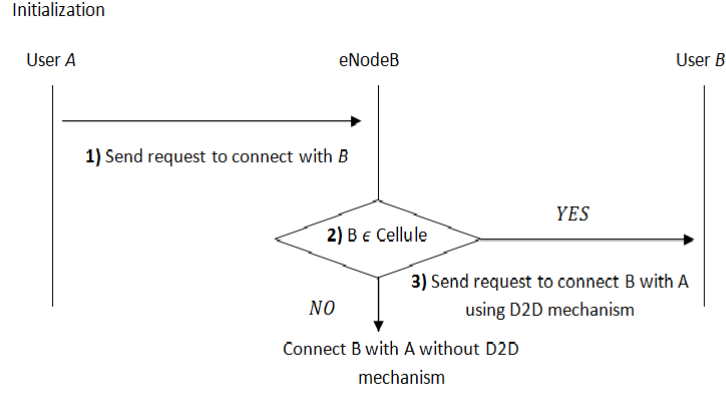 Initialization
User A
eNodeB
User B
1) Send request to connect with B
YES
2) B ϵ Cellule
3) Send request to connect B with A
using D2D mechanism
NO
Connect B with A without D2D
mechanism